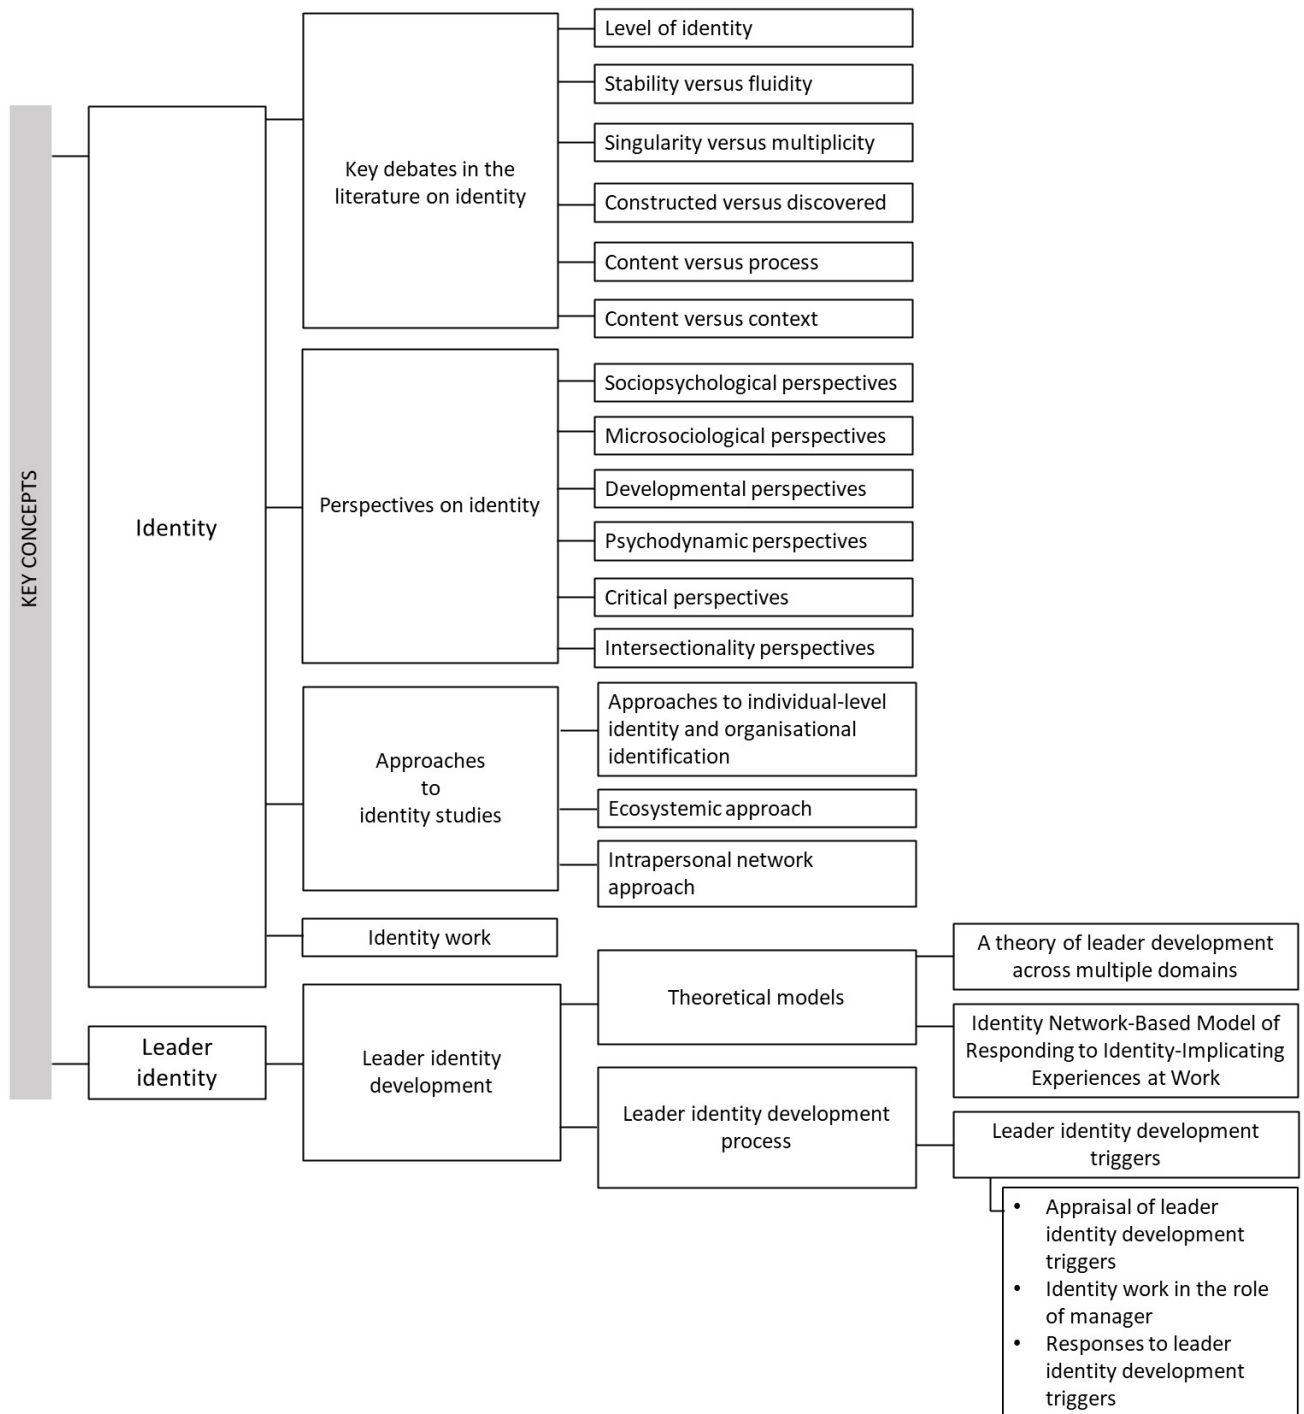 KEY CONCEPTS
Identity
Key debates in the
literature on identity
Level of identity
Stability versus fluidity
Singularity versus multiplicity
Constructed versus discovered
Content versus process
Content versus context
Perspectives on identity
Sociopsychological perspectives
Microsociological perspectives
Developmental perspectives
Psychodynamic perspectives
Critical perspectives
Intersectionality perspectives
Approaches
to
identity studies
Approaches to individual-level
identity and organisational
identification
Ecosystemic approach
Intrapersonal network
approach
Identity work
Leader
identity
Leader identity
development
Theoretical models
A theory of leader development
across multiple domains
Identity Network-Based Model of
Responding to Identity-Implicating
Experiences at Work
Leader identity development
process
Leader identity development
triggers
• Appraisal of leader
identity development
triggers
• Identity work in the role
of manager
• Responses to leader
identity development
triggers